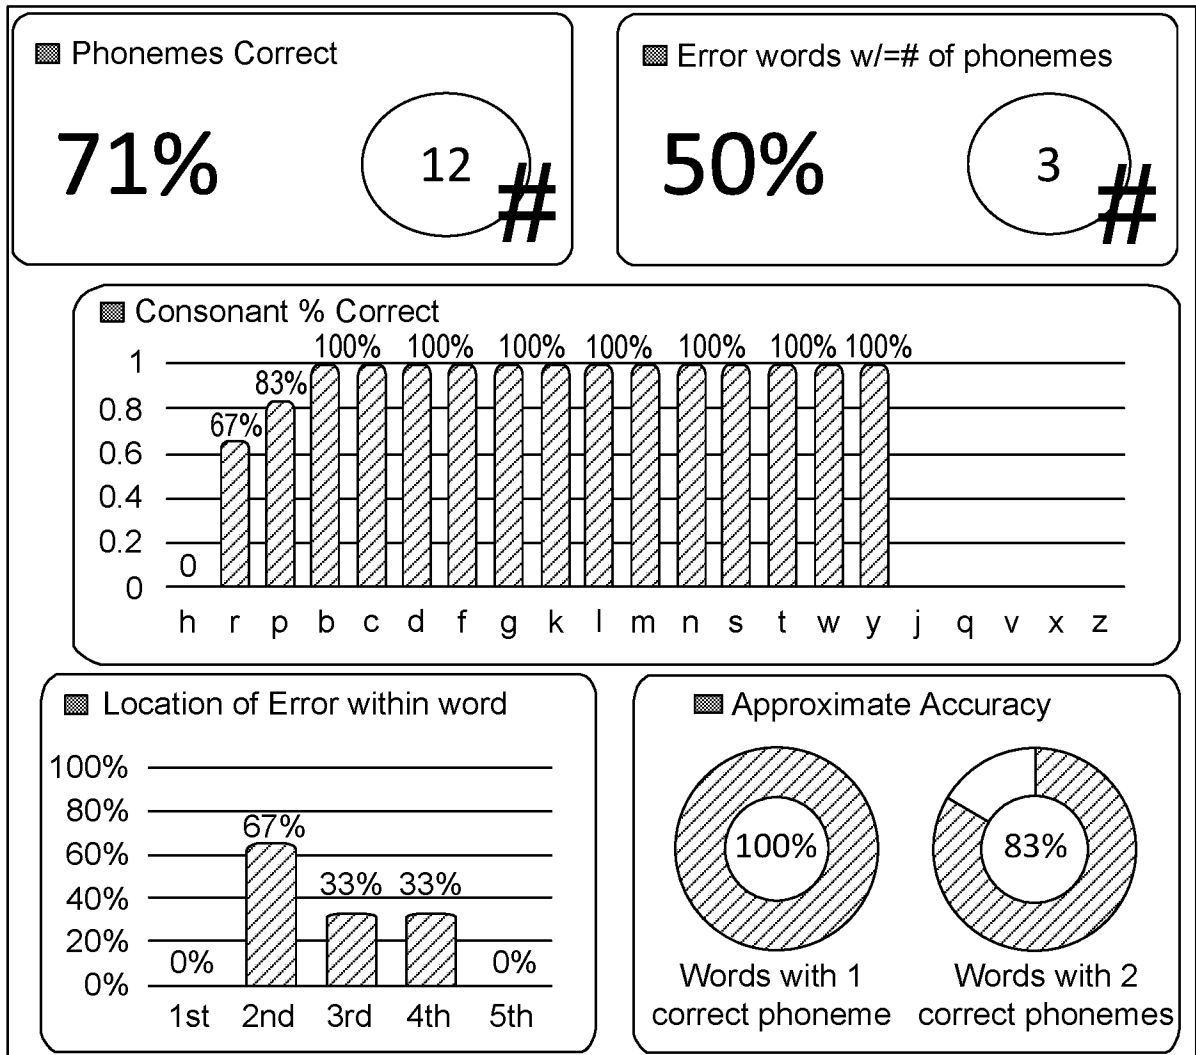 Phonemes Correct
71%
12
#
Error words w/=# of phonemes
50%
3
#
Consonant % Correct
100% 100% 100% 100% 100% 100% 100%
83%
67%
0
1
0.8
0.6
0.4
0.2
0
h r p b c d f g k l m n s t w y j q v x z
Location of Error within word
100%
80%
60%
40%
20%
0%
0%
67%
33%
33%
0%
1st 2nd 3rd 4th 5th
Approximate Accuracy
100%
Words with 1
correct phoneme
83%
Words with 2
correct phonemes